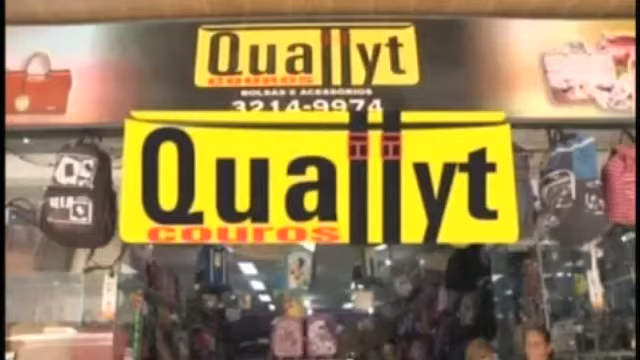 Quallyt
couros
BOLSAS E ACESSÓRIOS
3214-9974
Quallyt
couros